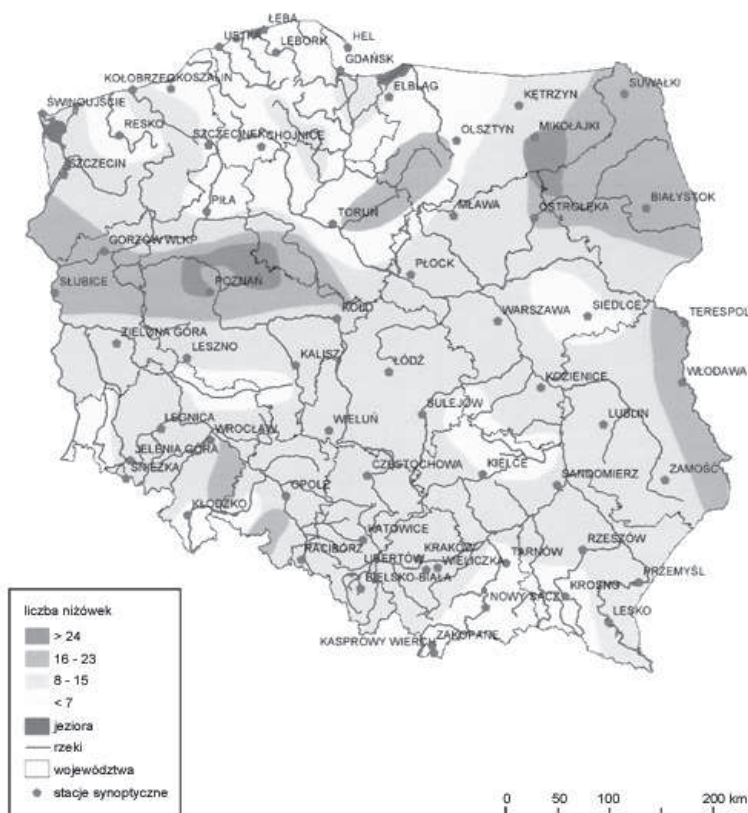 ŁEBA
USTKA
LĘBORK
HEL
GDAŃSK
KOŁOBRZEG
KOSZALIN
ELBLĄG
KĘTRZYN
SUWAŁKI
ŚWINOUJŚCIE
RESKO
SZCZECINEK
CHOJNICE
OLSZTYN
MIKOŁAJKI
SZCZECIN
PIŁA
TORUŃ
MŁAWA
OSTROŁĘKA
BIAŁYSTOK
GORZÓW WLKP
SŁUBICE
POZNAŃ
PŁOCK
KOŁO
WARSZAWA
SIEDLCE
TERESPOL
ZIELONA GÓRA
LESZNO
KALISZ
ŁÓDŹ
KOZIENICE
WŁODAWA
LEGNICA
WROCŁAW
WIELUŃ
SULEJÓW
LUBLIN
JELENIA GÓRA
ŚNIEŻKA
CZĘSTOCHOWA
KIELCE
SANDOMIERZ
ZAMOŚĆ
KŁODZKO
OPOLE
KATOWICE
RACIBÓRZ
LIBERTÓW
KRAKÓW
WIELICZKA
TARNÓW
RZESZÓW
BIELSKO-BIAŁA
PRZEMYŚL
NOWY SĄCZ
KROSNO
LESKO
KASPROWY WIERCH
ZAKOPANE
liczba niżówek
> 24
16 - 23
8 - 15
< 7
jeziora
rzeki
województwa
stacje synoptyczne
0 50 100 200 km